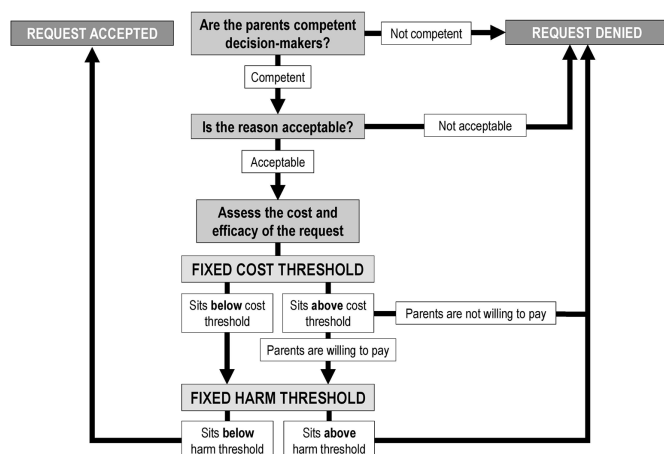 REQUEST ACCEPTED
Are the parents competent
decision-makers?
Not competent
REQUEST DENIED
Competent
Is the reason acceptable?
Not acceptable
Acceptable
Assess the cost and
efficacy of the request
FIXED COST THRESHOLD
Sits below cost
threshold
Sits above cost
threshold
Parents are not willing to pay
Parents are willing to pay
FIXED HARM THRESHOLD
Sits below
harm threshold
Sits above
harm threshold